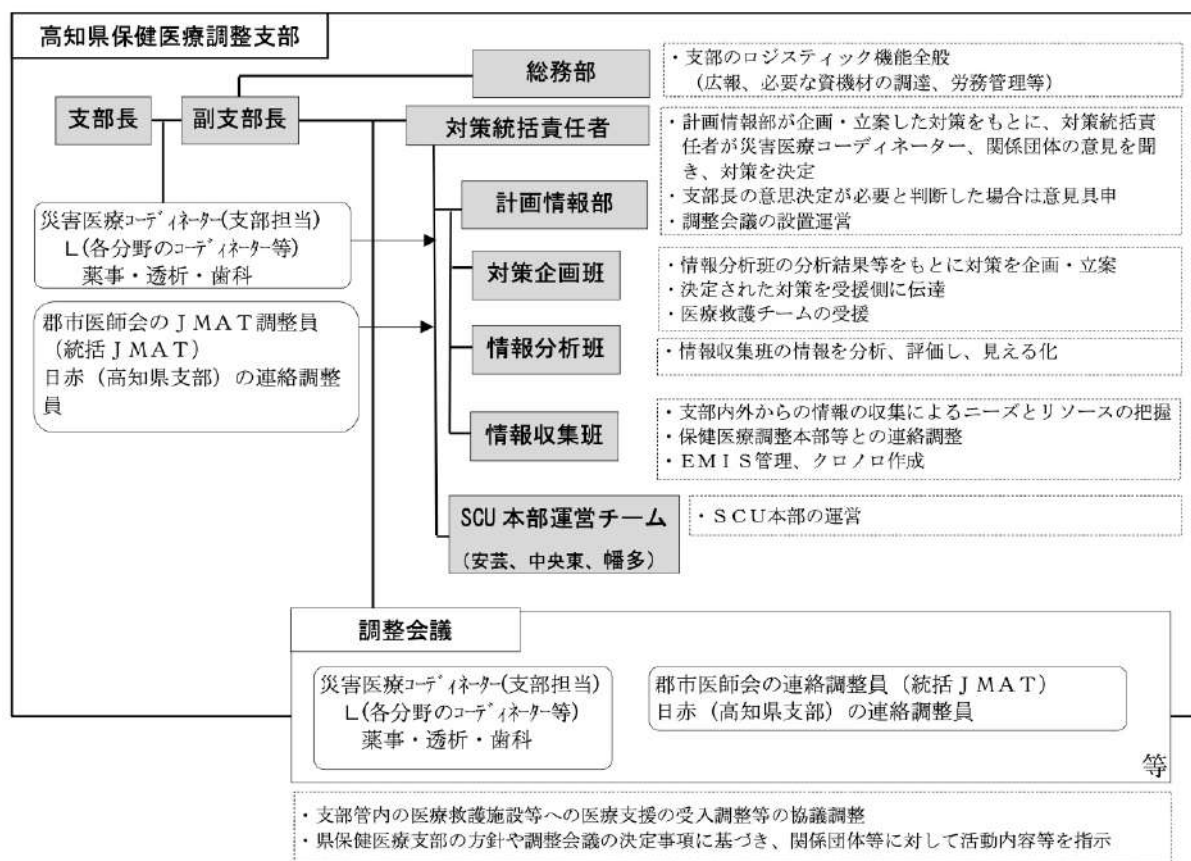 高知県保健医療調整支部
総務部
・支部のロジスティック機能全般
(広報、必要な資機材の調達、労務管理等)
支部長
副支部長
対策統括責任者
・計画情報部が企画・立案した対策をもとに、対策統括責
任者が災害医療コーディネーター、関係団体の意見を聞
き、対策を決定
・支部長の意思決定が必要と判断した場合は意見具申
・調整会議の設置運営
災害医療ｺｰﾃﾞｨﾈｰﾀｰ(支部担当)
L(各分野のｺｰﾃﾞｨﾈｰﾀｰ等)
薬事・透析・歯科
計画情報部
対策企画班
・情報分析班の分析結果等をもとに対策を企画・立案
・決定された対策を受援側に伝達
・医療救護チームの受援
郡市医師会のＪＭＡＴ調整員
(統括ＪＭＡＴ)
日赤（高知県支部）の連絡調整
員
情報分析班
・情報収集班の情報を分析、評価し、見える化
情報収集班
・支部内外からの情報の収集によるニーズとリソースの把握
・保健医療調整本部等との連絡調整
・ＥＭＩＳ管理、クロノロ作成
SCU 本部運営チーム
(安芸、中央東、幡多)
・ＳＣＵ本部の運営
調整会議
災害医療ｺｰﾃﾞｨﾈｰﾀｰ(支部担当)
L(各分野のｺｰﾃﾞｨﾈｰﾀｰ等)
薬事・透析・歯科
郡市医師会の連絡調整員（統括ＪＭＡＴ）
日赤（高知県支部）の連絡調整員
等
・支部管内の医療救護施設等への医療支援の受入調整等の協議調整
・県保健医療支部の方針や調整会議の決定事項に基づき、関係団体等に対して活動内容等を指示